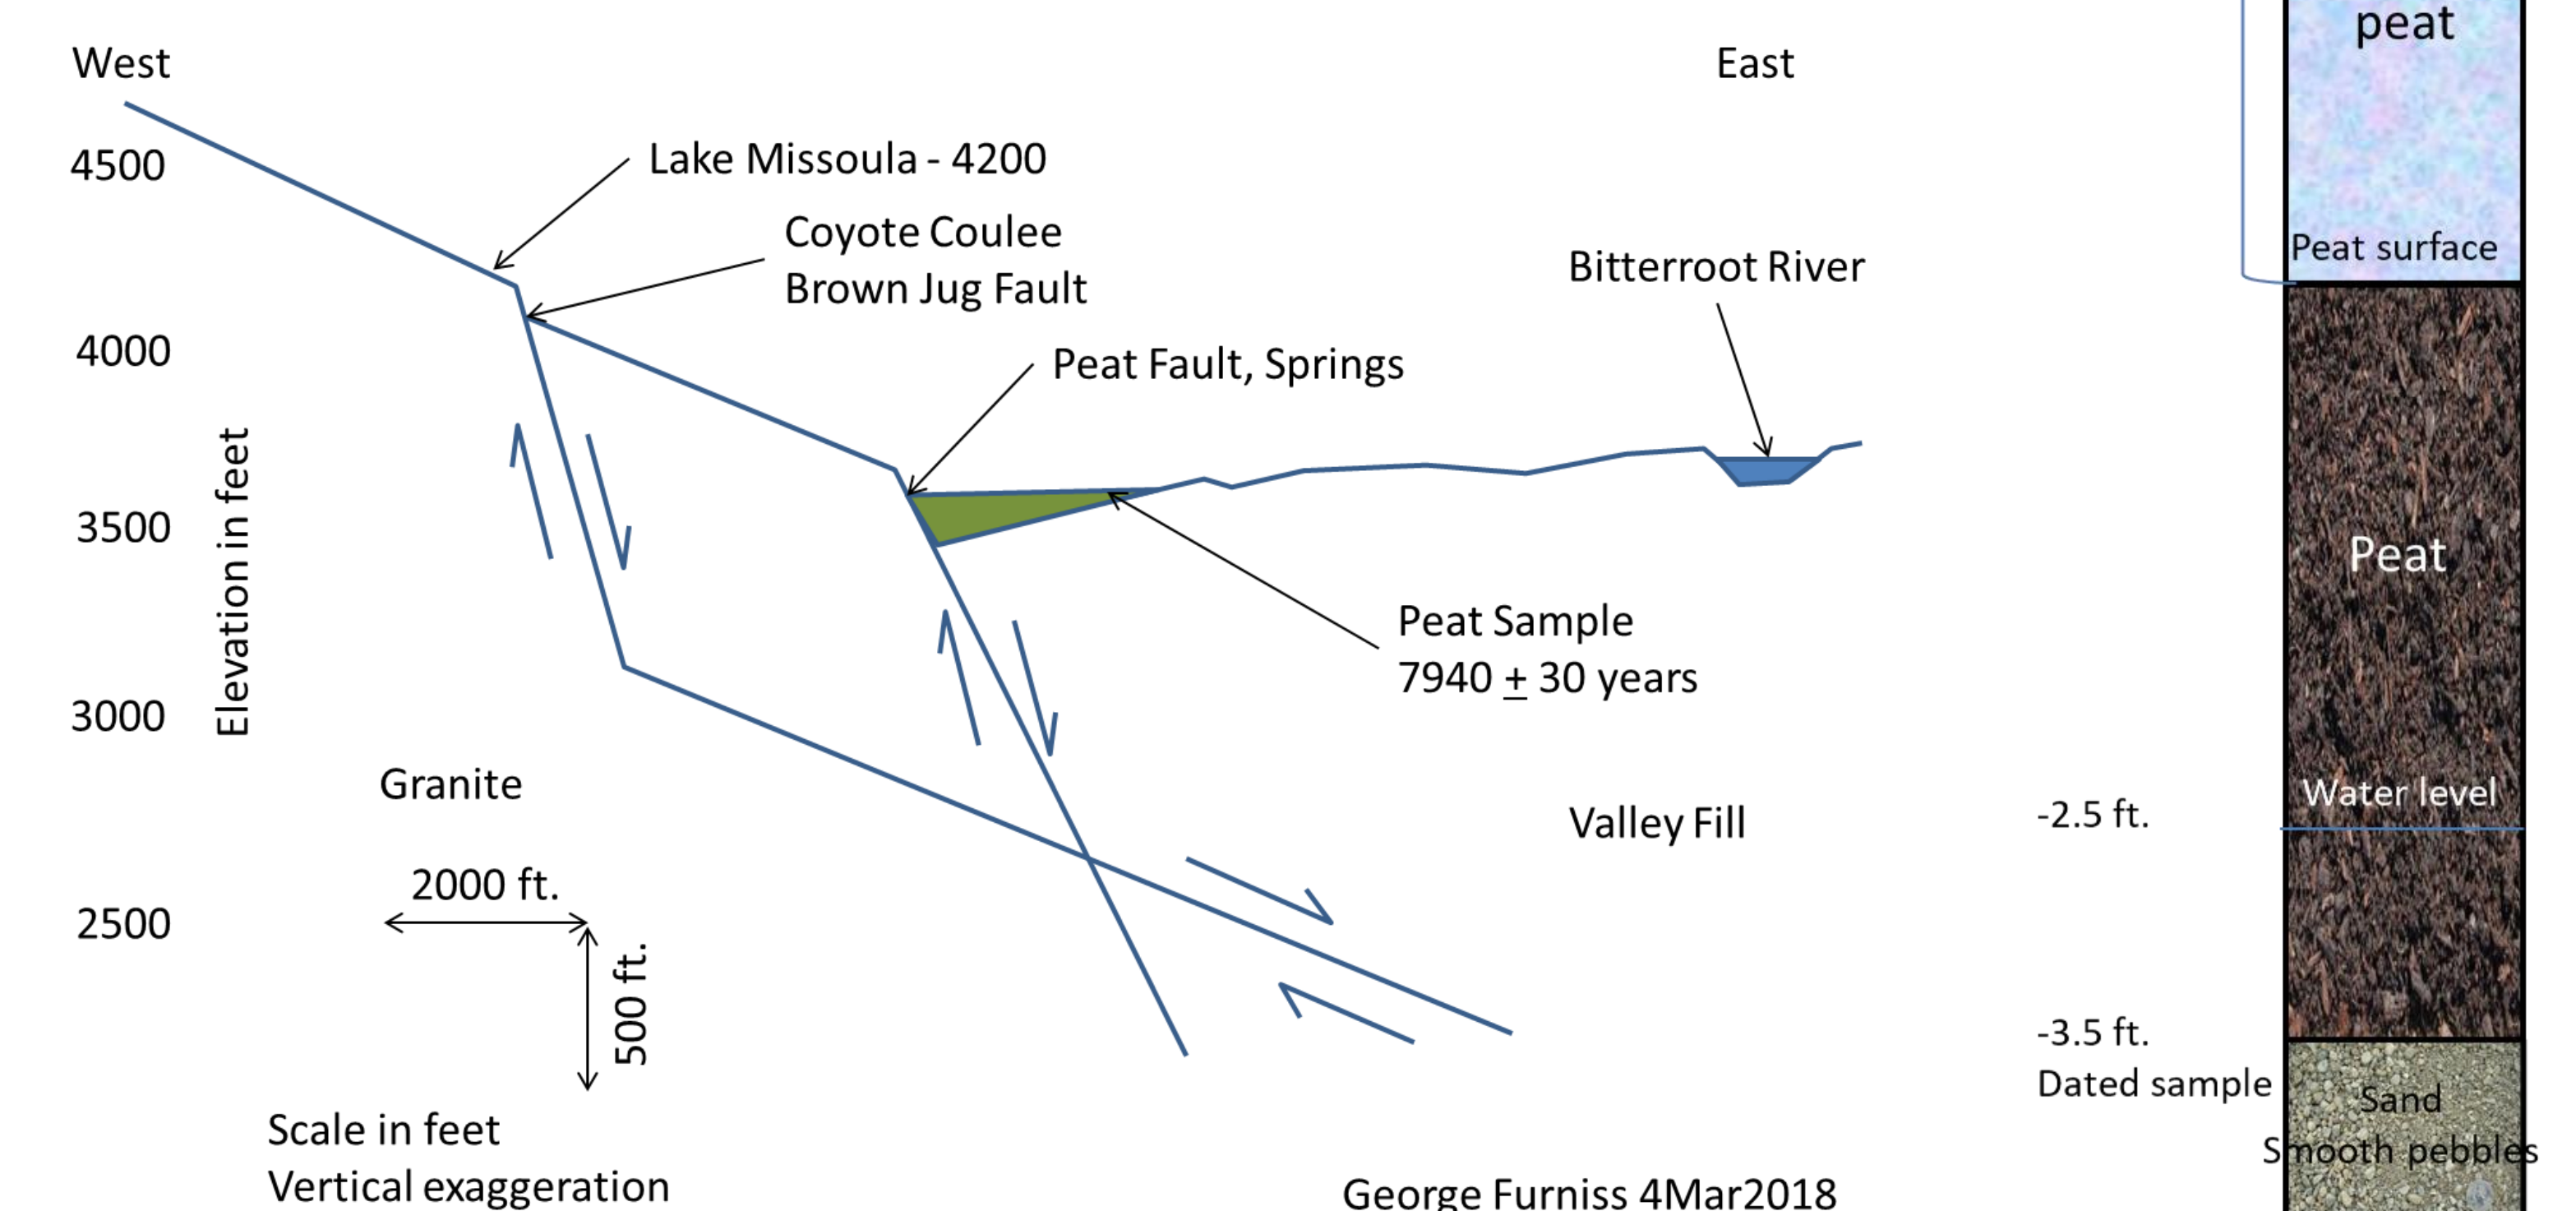 West
East
4500
4000
3500
3000
2500
Elevation in feet
Lake Missoula - 4200
Coyote Coulee
Brown Jug Fault
Peat Fault, Springs
Bitterroot River
Peat Sample
7940 ± 30 years
Granite
Valley Fill
2000 ft.
500 ft.
Scale in feet
Vertical exaggeration
George Furniss 4Mar2018
peat
Peat surface
Peat
Water level
-2.5 ft.
-3.5 ft.
Dated sample
Sand
Smooth pebbles